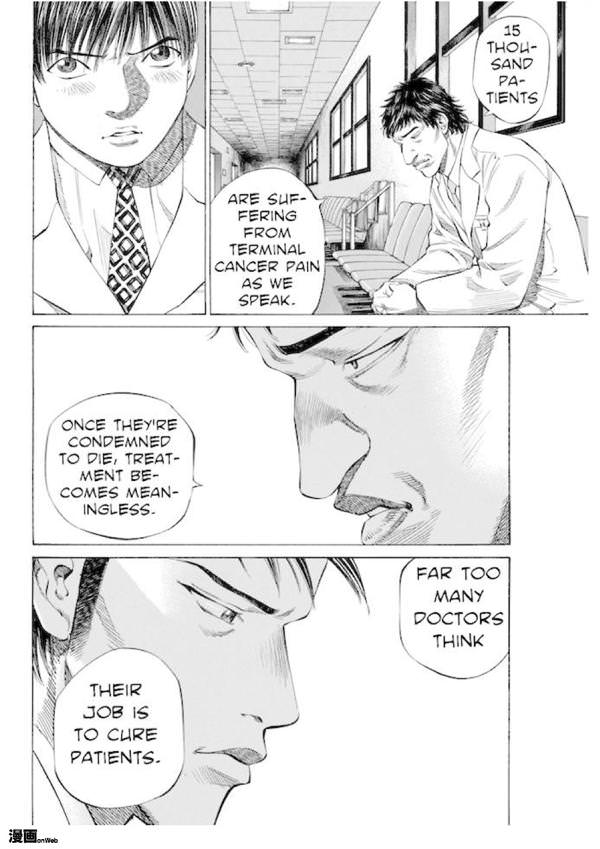 15
THOU-
SAND
PA-
TIENTS
ARE SUF-
FERING
FROM
TERMINAL
CANCER PAIN
AS WE
SPEAK.
ONCE THEY'RE
CONDEMNED
TO DIE, TREAT-
MENT BE-
COMES MEAN-
INGLESS.
FAR TOO
MANY
DOCTORS
THINK
THEIR
JOB IS
TO CURE
PATIENTS.
漫画onWeb